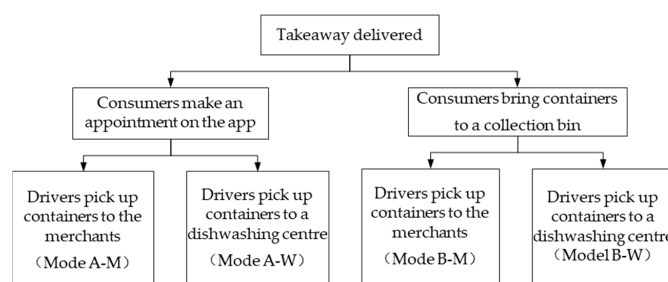 Takeaway delivered
Consumers make an
appointment on the app
Consumers bring containers
to a collection bin
Drivers pick up
containers to the
merchants
（Mode A-M）
Drivers pick up
containers to a
dishwashing centre
（Mode A-W）
Drivers pick up
containers to the
merchants
（Mode B-M）
Drivers pick up
containers to a
dishwashing centre
（Model B-W）